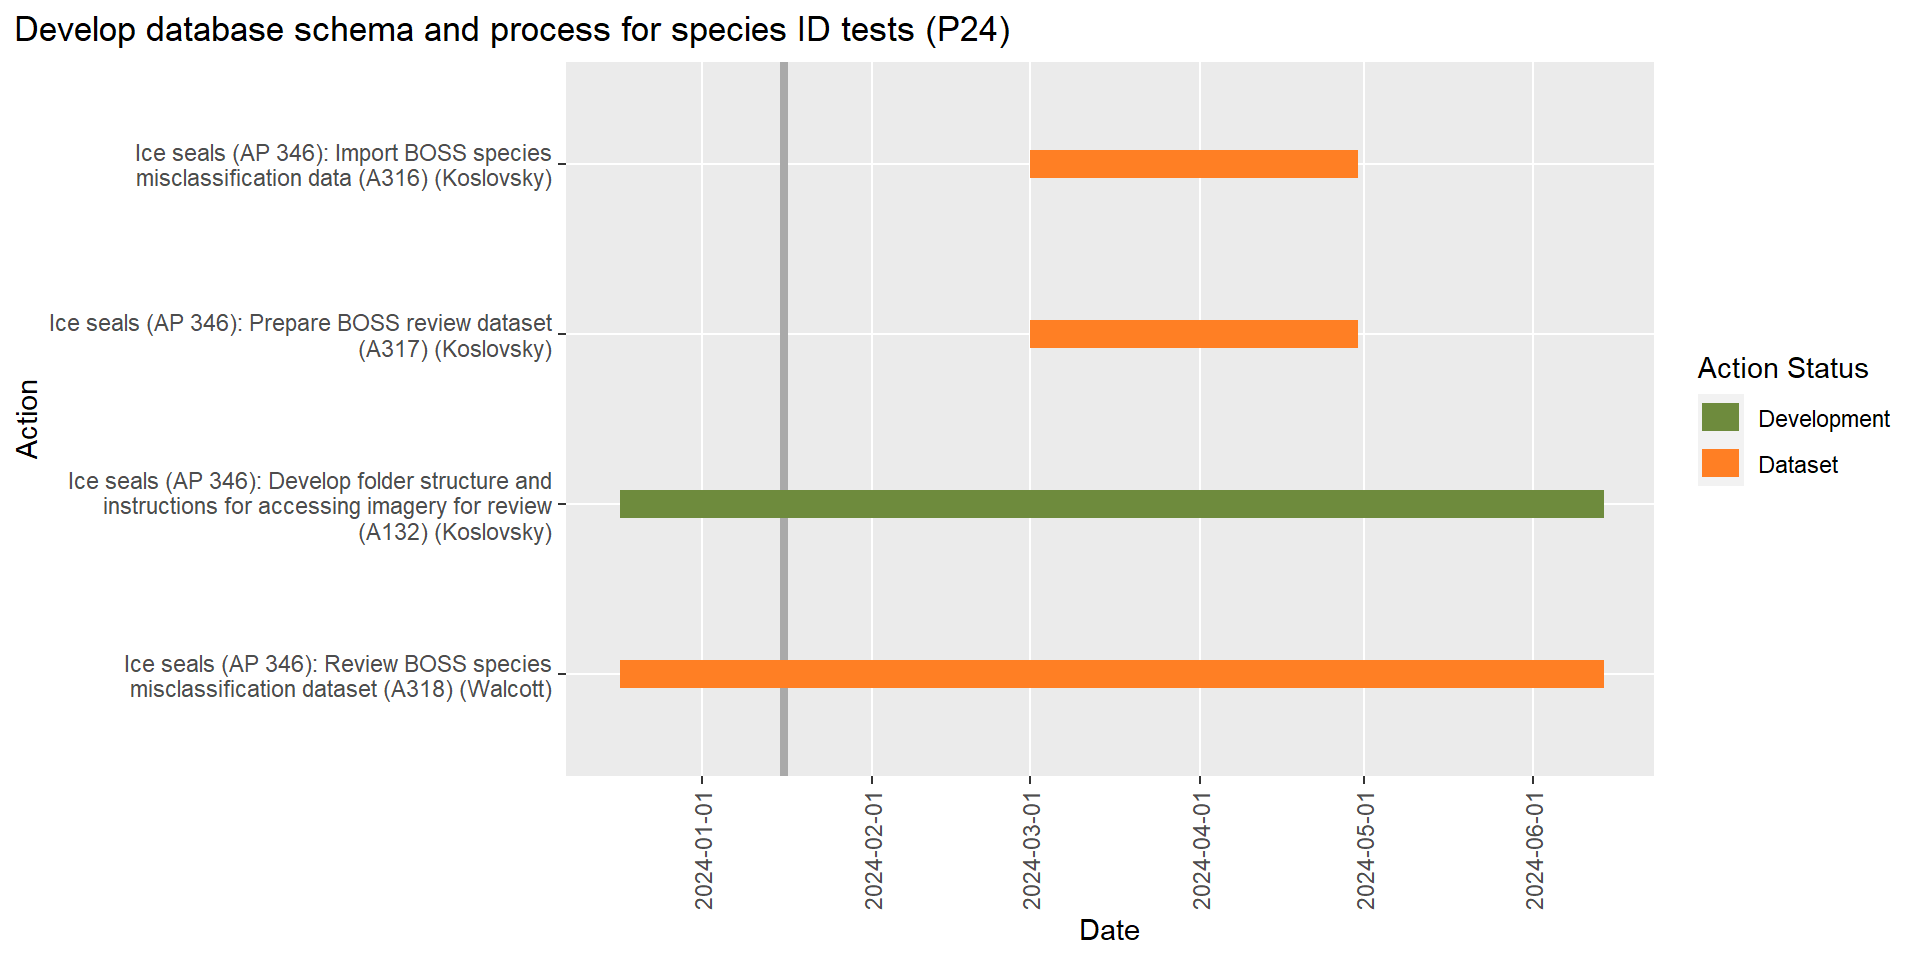 Develop database schema and process for species ID tests (P24)
Ice seals (AP 346): Import BOSS species
misclassification data (A316) (Koslovsky)
Ice seals (AP 346): Prepare BOSS review dataset
(A317) (Koslovsky)
Ice seals (AP 346): Develop folder structure and
instructions for accessing imagery for review
(A132) (Koslovsky)
Ice seals (AP 346): Review BOSS species
misclassification dataset (A318) (Walcott)
Action
2024-01-01
2024-02-01
2024-03-01
2024-04-01
2024-05-01
2024-06-01
Date
Action Status
Development
Dataset